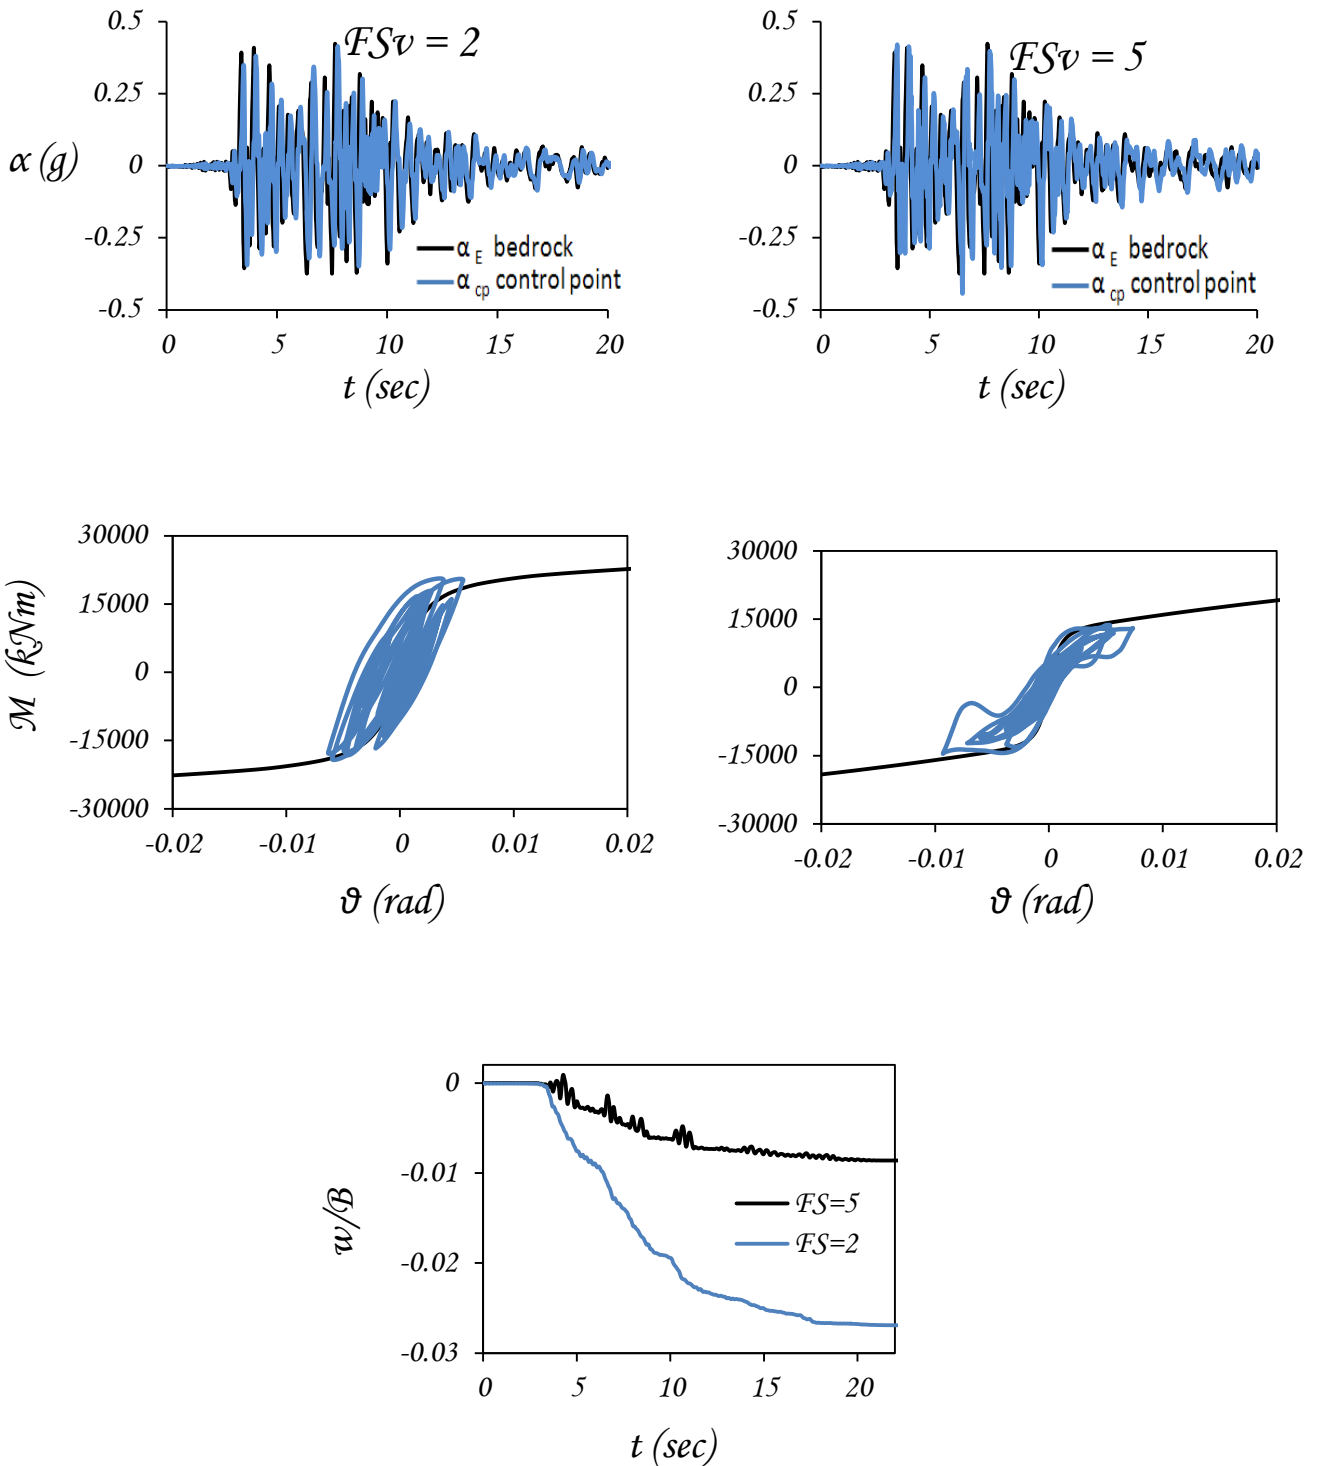 FSv = 2
α (g)
0.5
0.25
0
-0.25
-0.5
α E bedrock
α cp control point
0 5 10 15 20
t (sec)
FSv = 5
0.5
0.25
0
-0.25
-0.5
α E bedrock
α cp control point
0 5 10 15 20
t (sec)
M (kNm)
30000
15000
0
-15000
-30000
-0.02 -0.01 0 0.01 0.02
ϑ (rad)
30000
15000
0
-15000
-30000
-0.02 -0.01 0 0.01 0.02
ϑ (rad)
w/B
0
-0.01
-0.02
-0.03
FS=5
FS=2
0 5 10 15 20
t (sec)